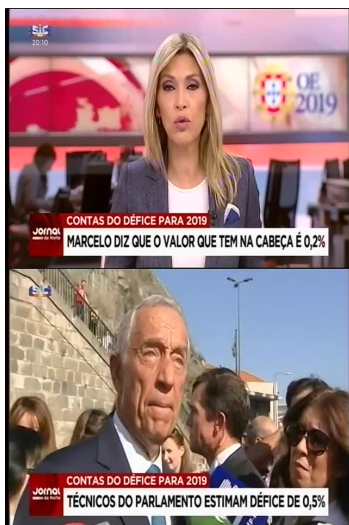 SIC
20:10
OE
2019
CONTAS DO DÉFICE PARA 2019
Jornal
da Noite
MARCELO DIZ QUE O VALOR QUE TEM NA CABEÇA É 0,2%
SIC
CONTAS DO DÉFICE PARA 2019
Jornal
da Noite
TÉCNICOS DO PARLAMENTO ESTIMAM DÉFICE DE 0,5%